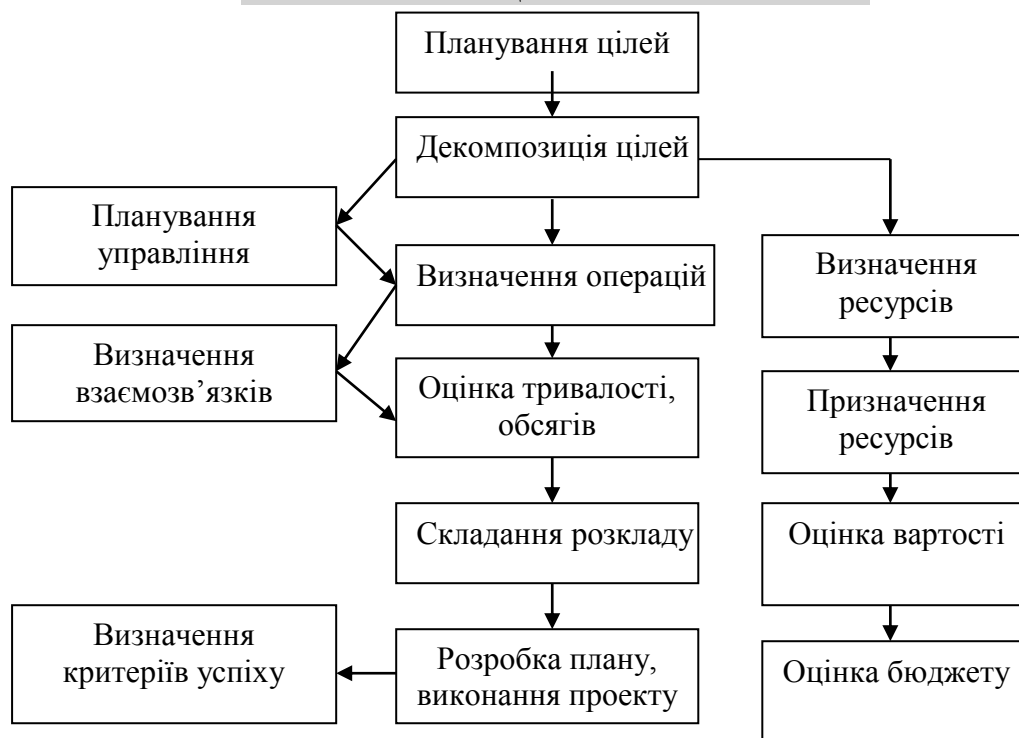 Планування цілей
Декомпозиція цілей
Планування
управління
Визначення операцій
Визначення
ресурсів
Визначення
взаємозв’язків
Оцінка тривалості,
обсягів
Призначення
ресурсів
Складання розкладу
Оцінка вартості
Визначення
критеріїв успіху
Розробка плану,
виконання проекту
Оцінка бюджету